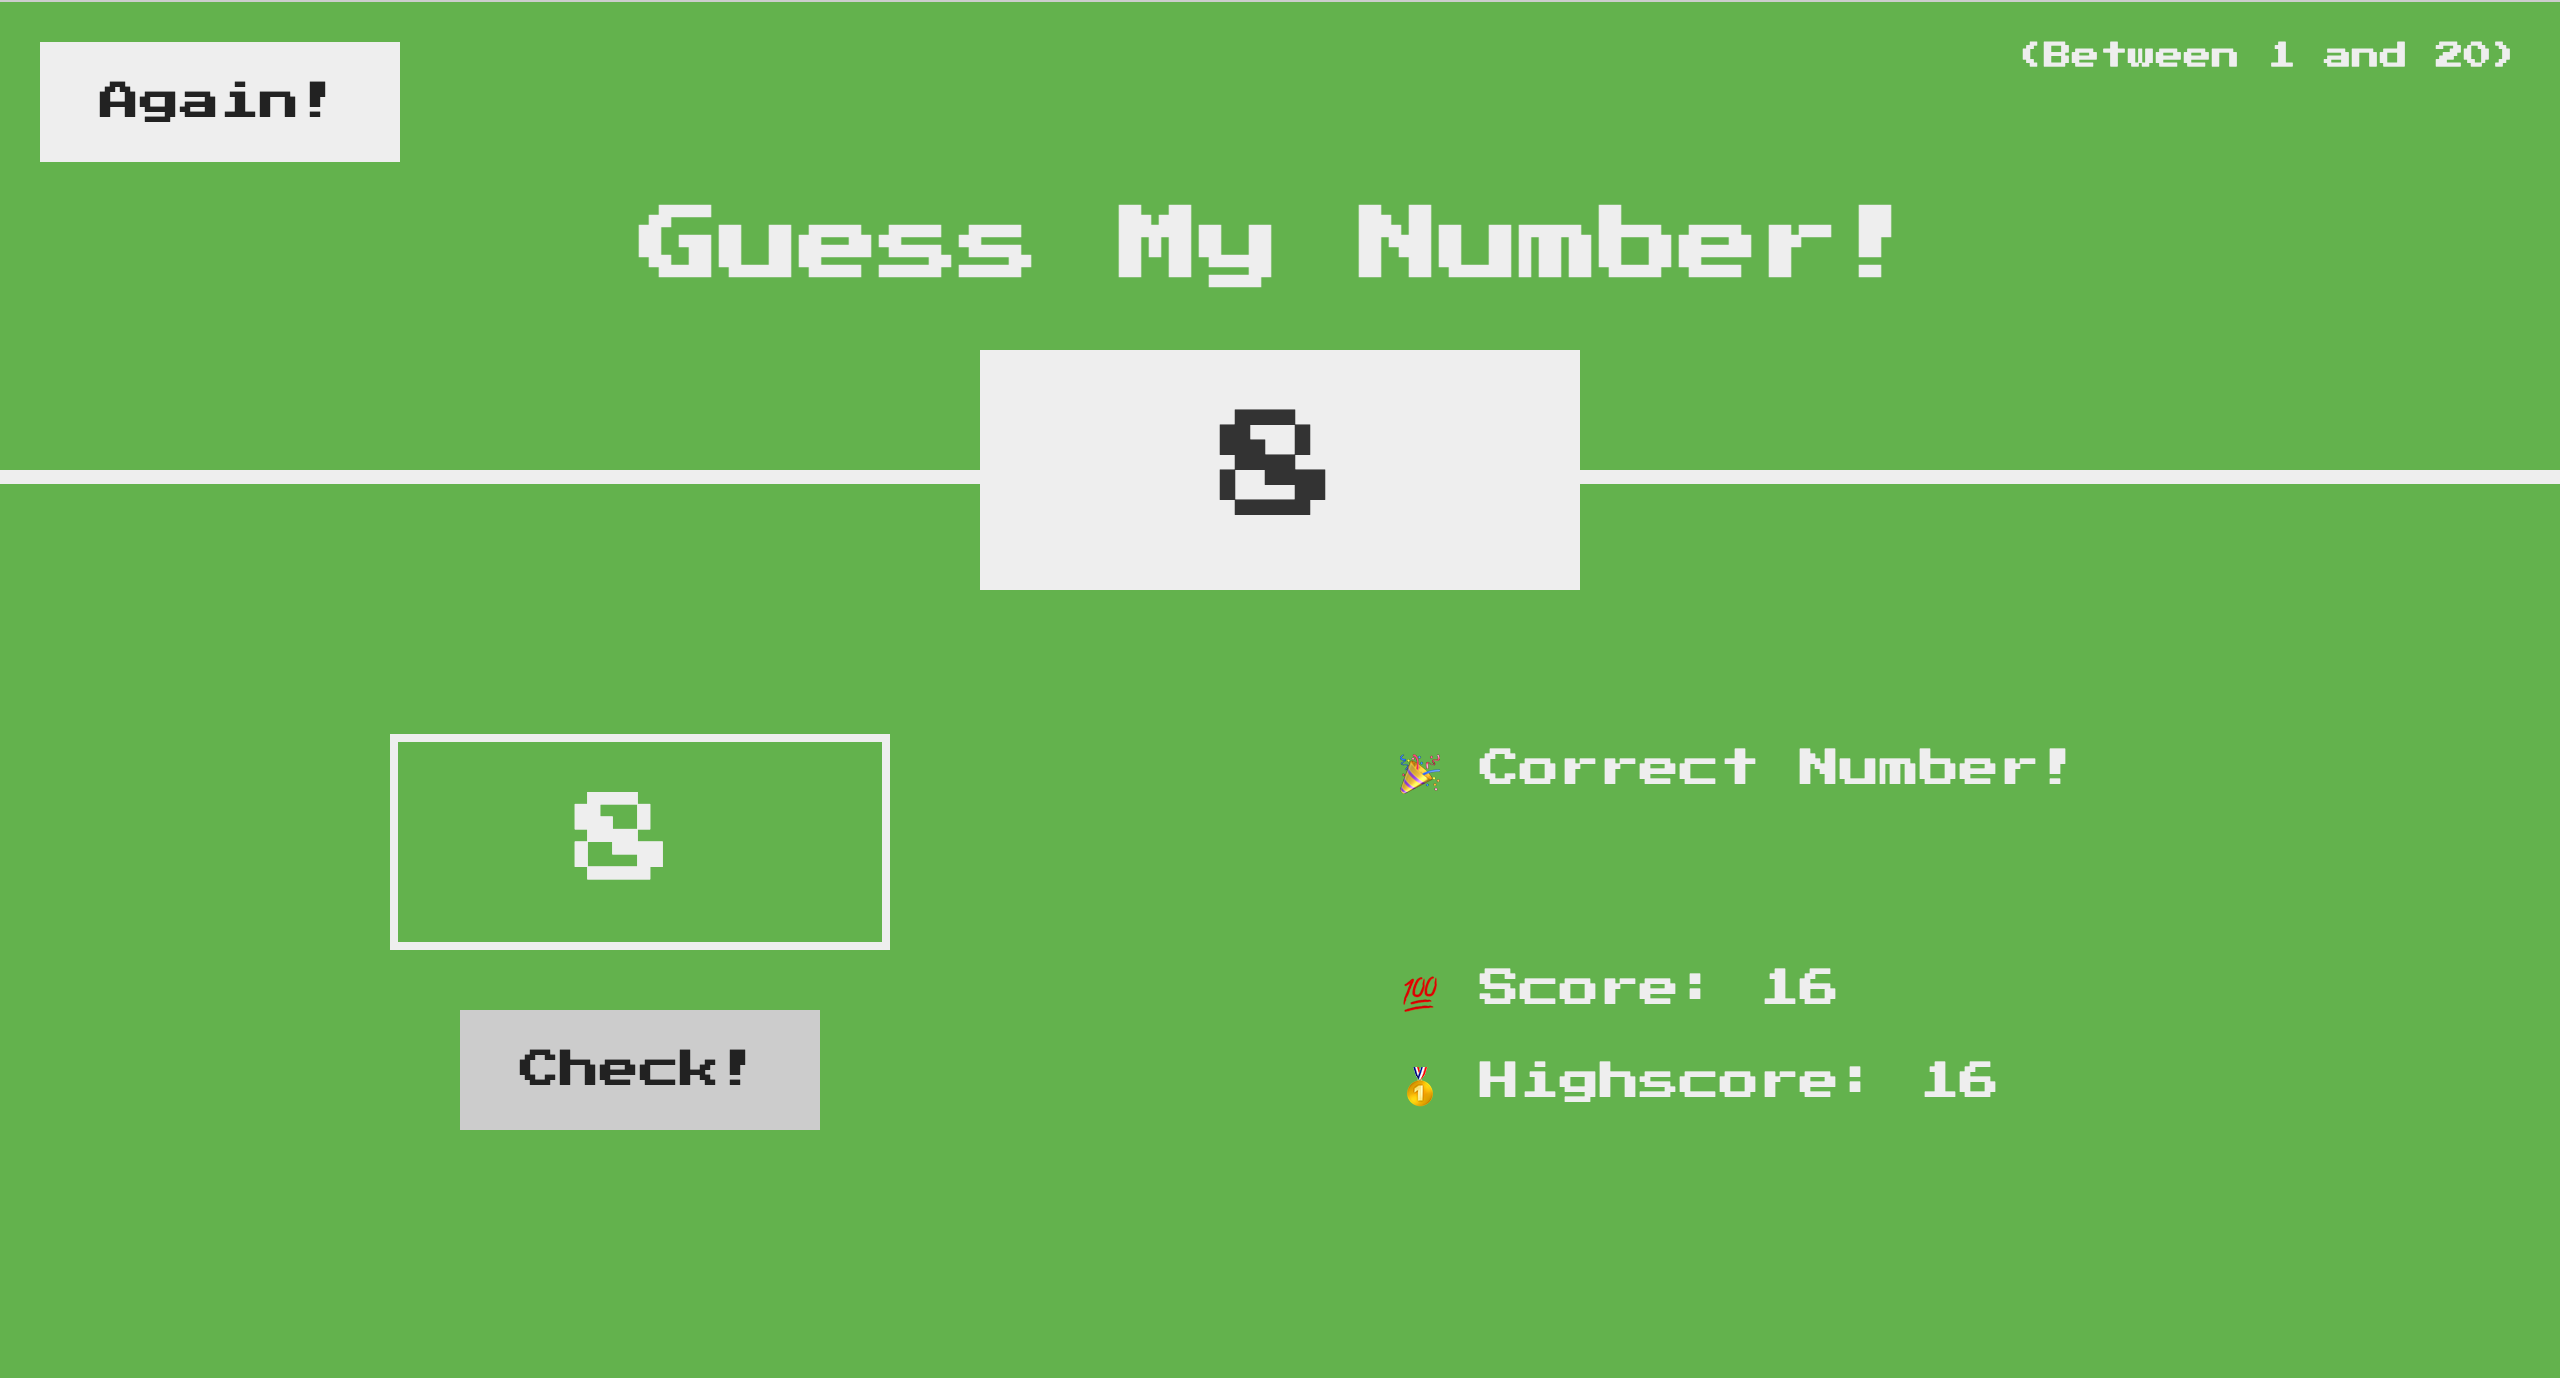 Again!
(Between 1 and 20)
Guess My Number!
8
8
Check!
🎉 Correct Number!
💯 Score: 16
🥇 Highscore: 16